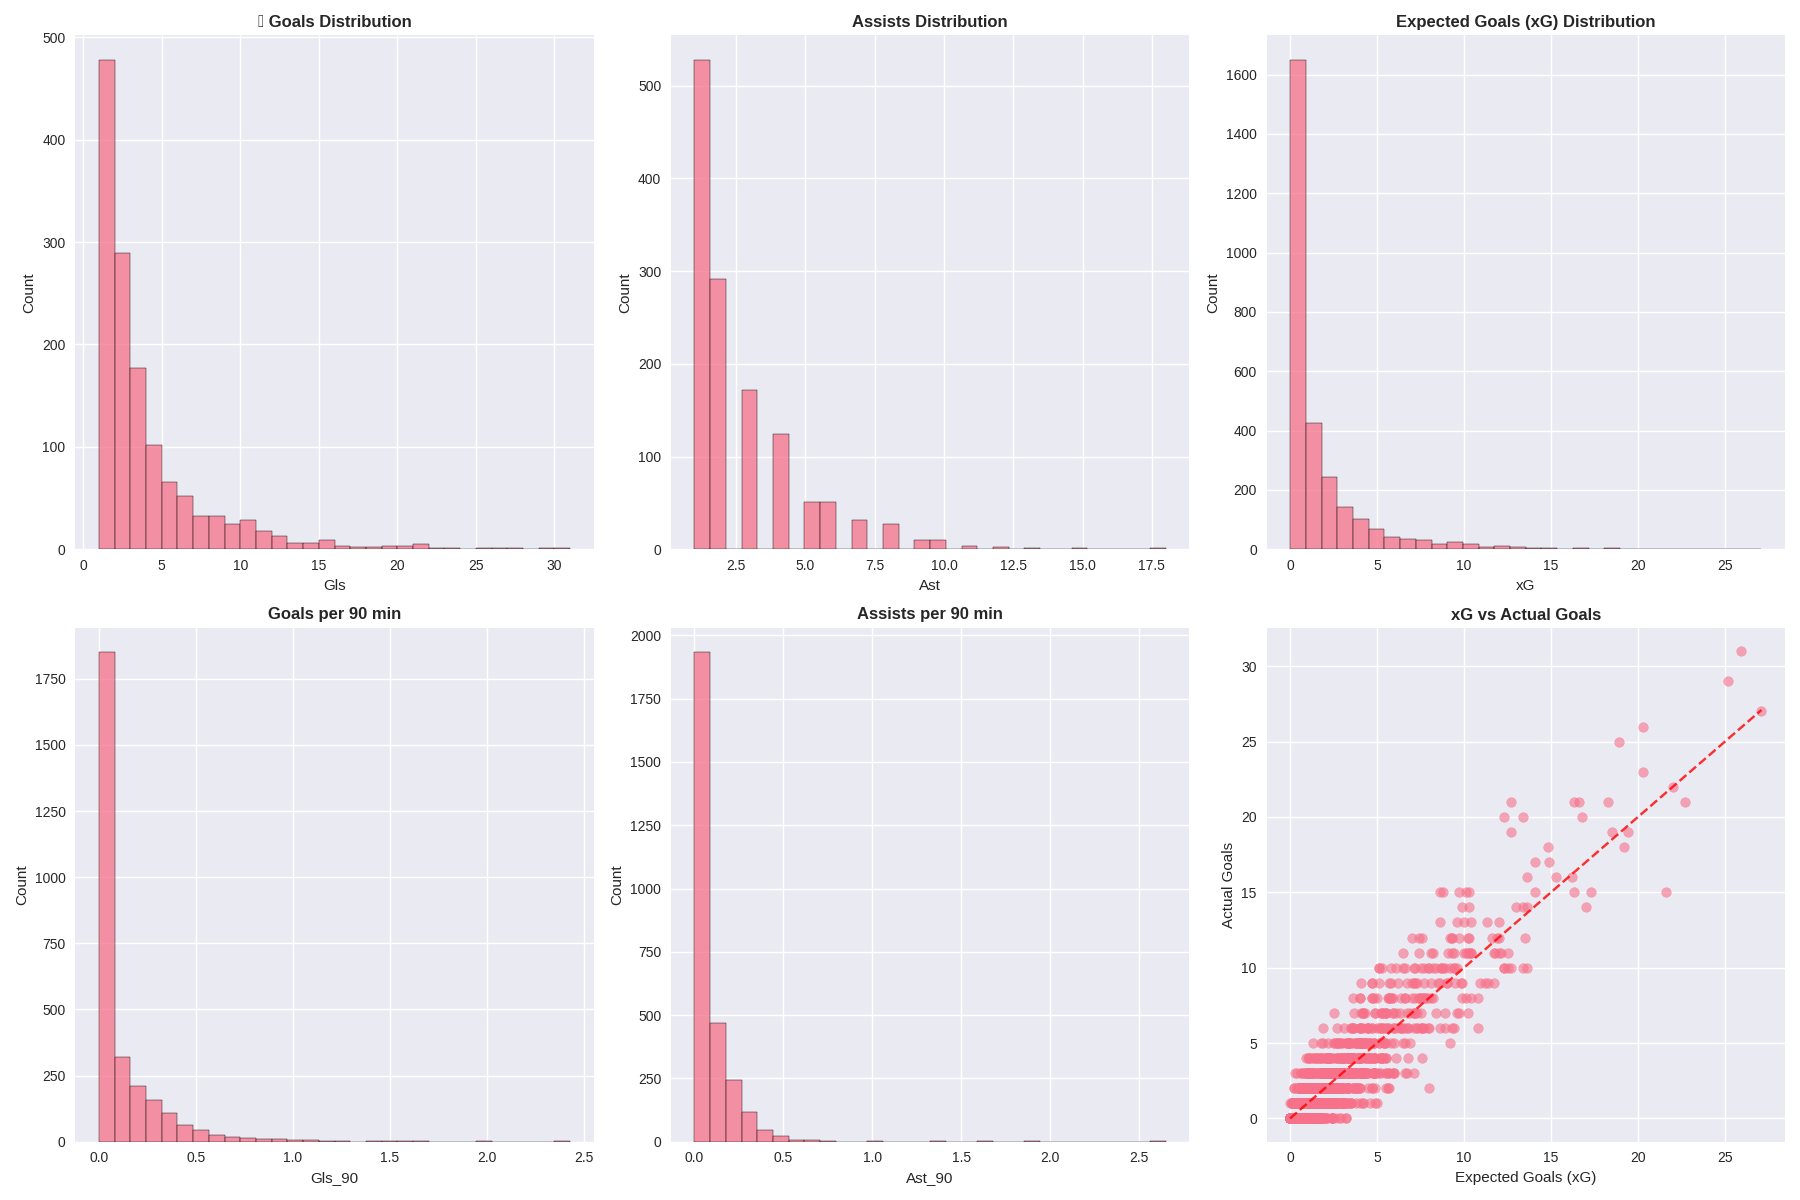 Goals Distribution
500
400
300
200
100
0
0 5 10 15 20 25 30
Count
Gls
Assists Distribution
500
400
300
200
100
0
2.5 5.0 7.5 10.0 12.5 15.0 17.5
Count
Ast
Expected Goals (xG) Distribution
1600
1400
1200
1000
800
600
400
200
0
0 5 10 15 20 25
Count
xG
Goals per 90 min
1750
1500
1250
1000
750
500
250
0
0.0 0.5 1.0 1.5 2.0 2.5
Count
Gls_90
Assists per 90 min
2000
1750
1500
1250
1000
750
500
250
0
0.0 0.5 1.0 1.5 2.0 2.5
Count
Ast_90
xG vs Actual Goals
30
25
20
15
10
5
0
0 5 10 15 20 25
Actual Goals
Expected Goals (xG)